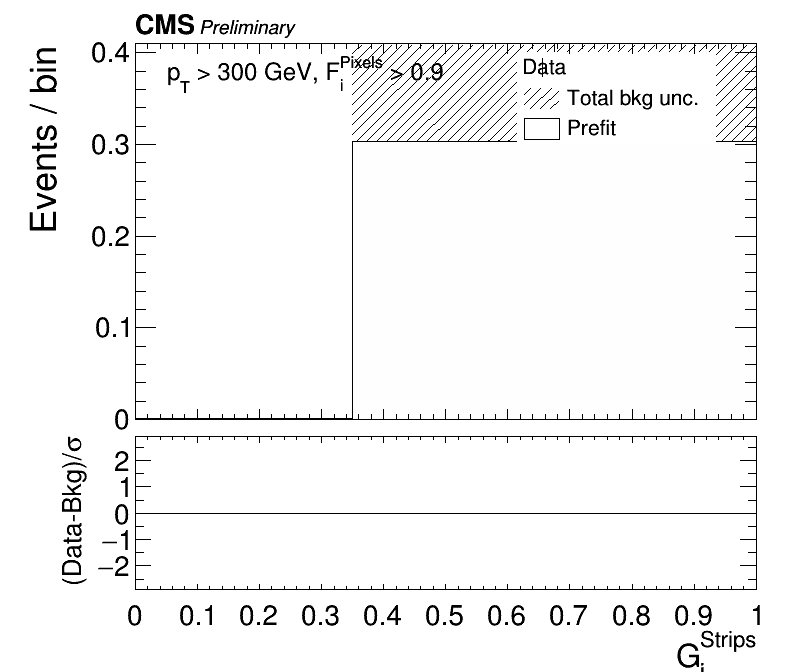 CMS Preliminary
Events / bin
0.4
0.3
0.2
0.1
0
p_T > 300 GeV, F_i^Pixels > 0.9
Data
Total bkg unc.
Prefit
(Data-Bkg)/σ
2
1
0
−1
−2
0 0.1 0.2 0.3 0.4 0.5 0.6 0.7 0.8 0.9 1
G_i^Strips